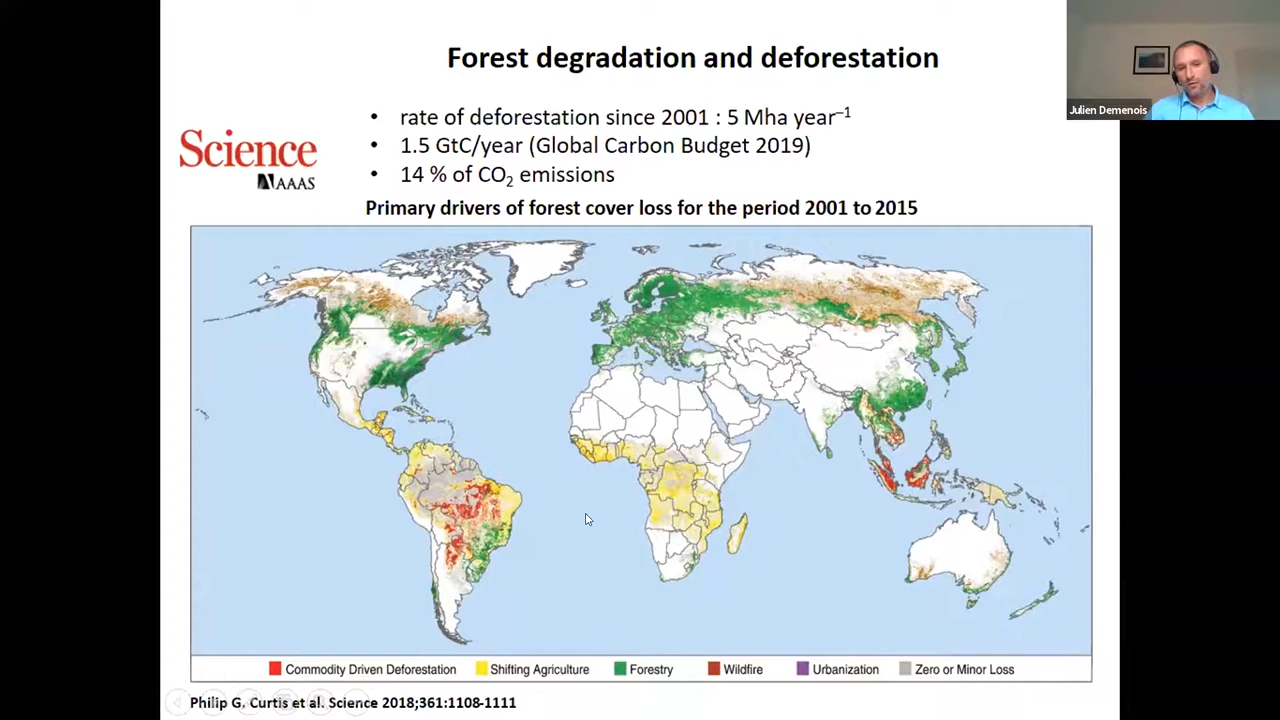 Forest degradation and deforestation
Julien Demenois
• rate of deforestation since 2001 : 5 Mha year⁻¹
• 1.5 GtC/year (Global Carbon Budget 2019)
• 14 % of CO₂ emissions
Science
AAAS
Primary drivers of forest cover loss for the period 2001 to 2015
Commodity Driven Deforestation
Shifting Agriculture
Forestry
Wildfire
Urbanization
Zero or Minor Loss
Philip G. Curtis et al. Science 2018;361:1108-1111